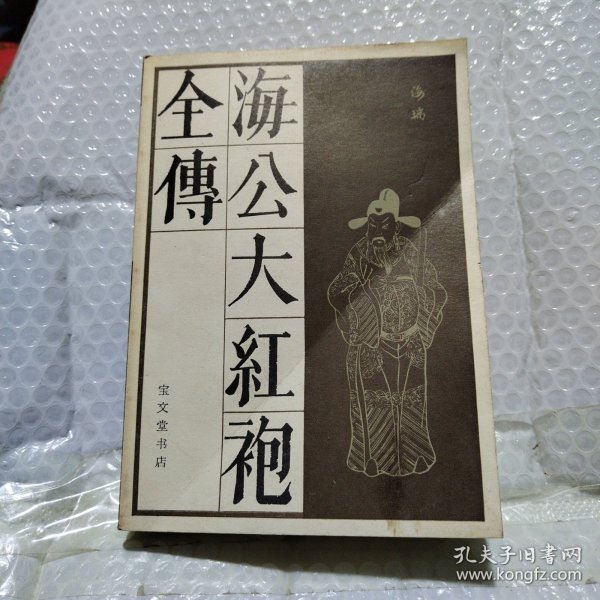 海公大紅袍
全傳
海瑞
宝文堂书店
孔夫子旧书网
www.kongfz.com